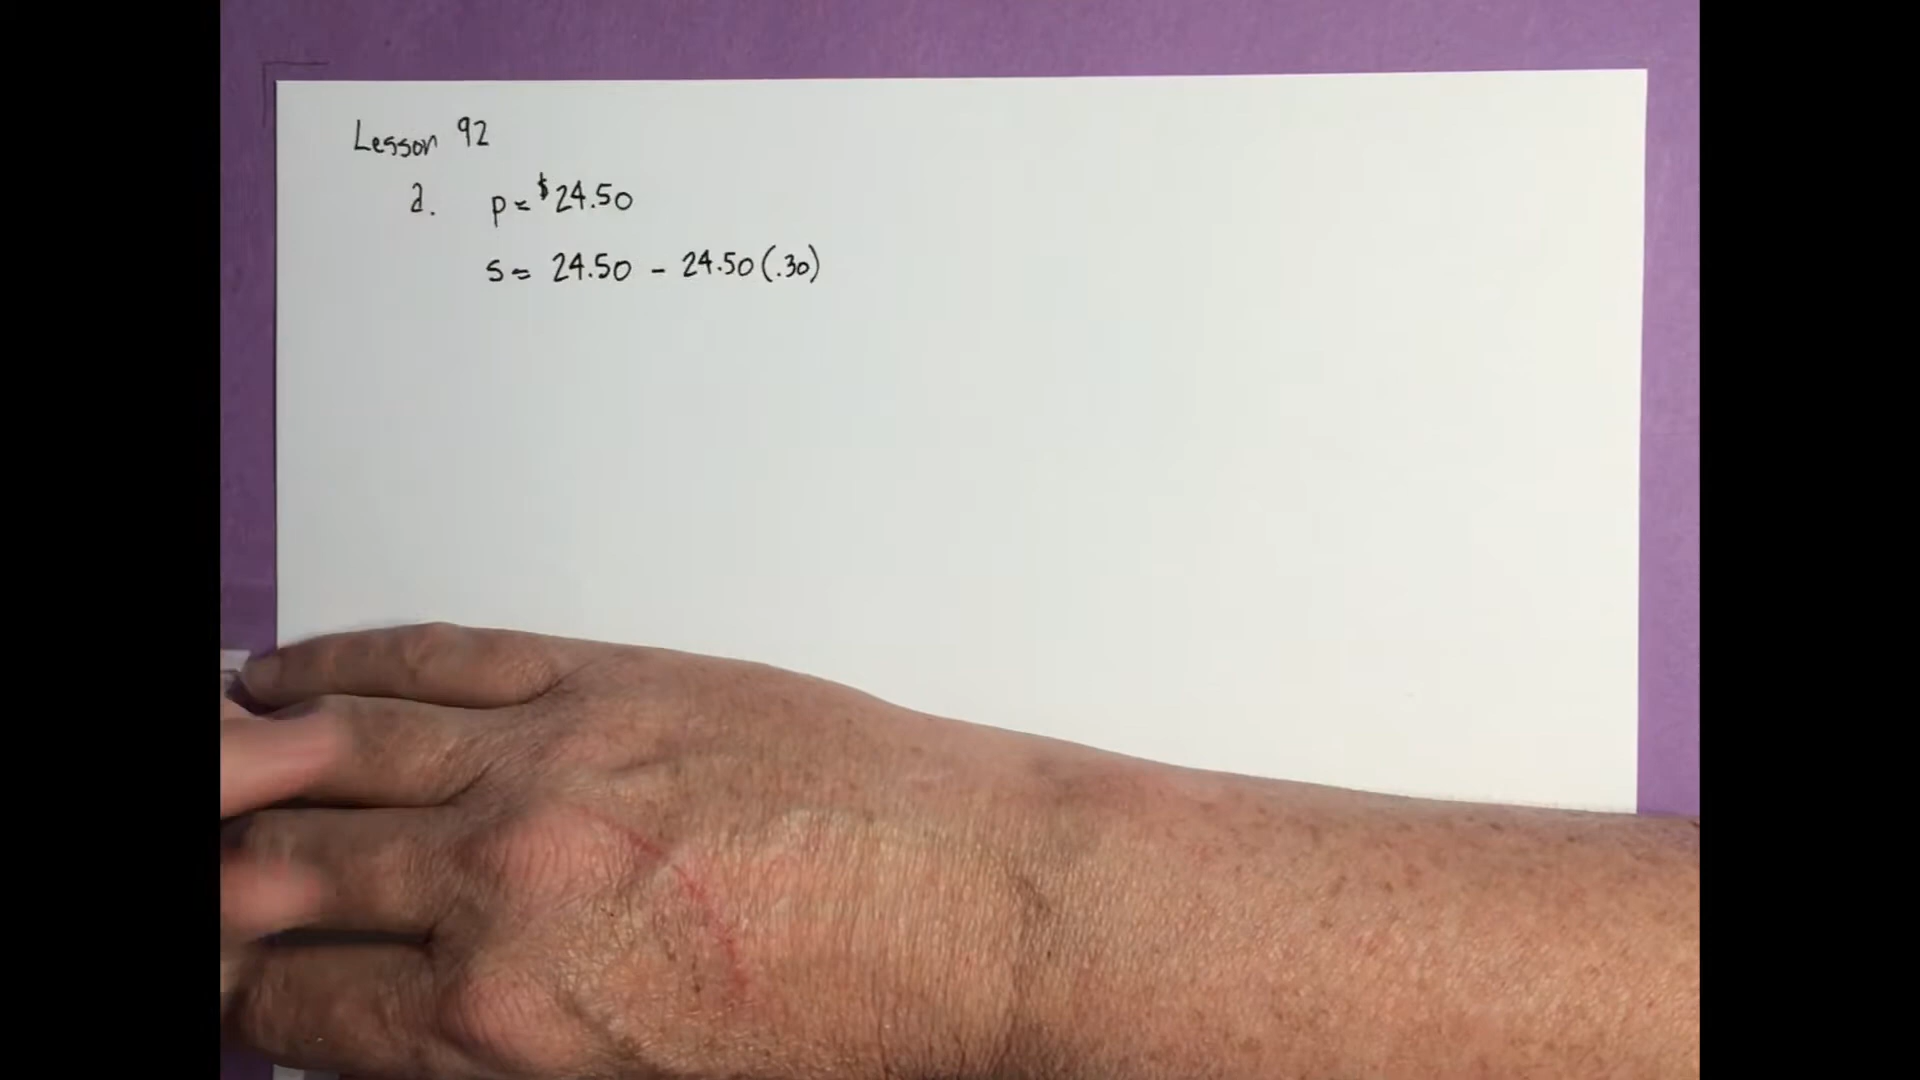 Lesson 92
a. p = $24.50
s = 24.50 - 24.50(.30)